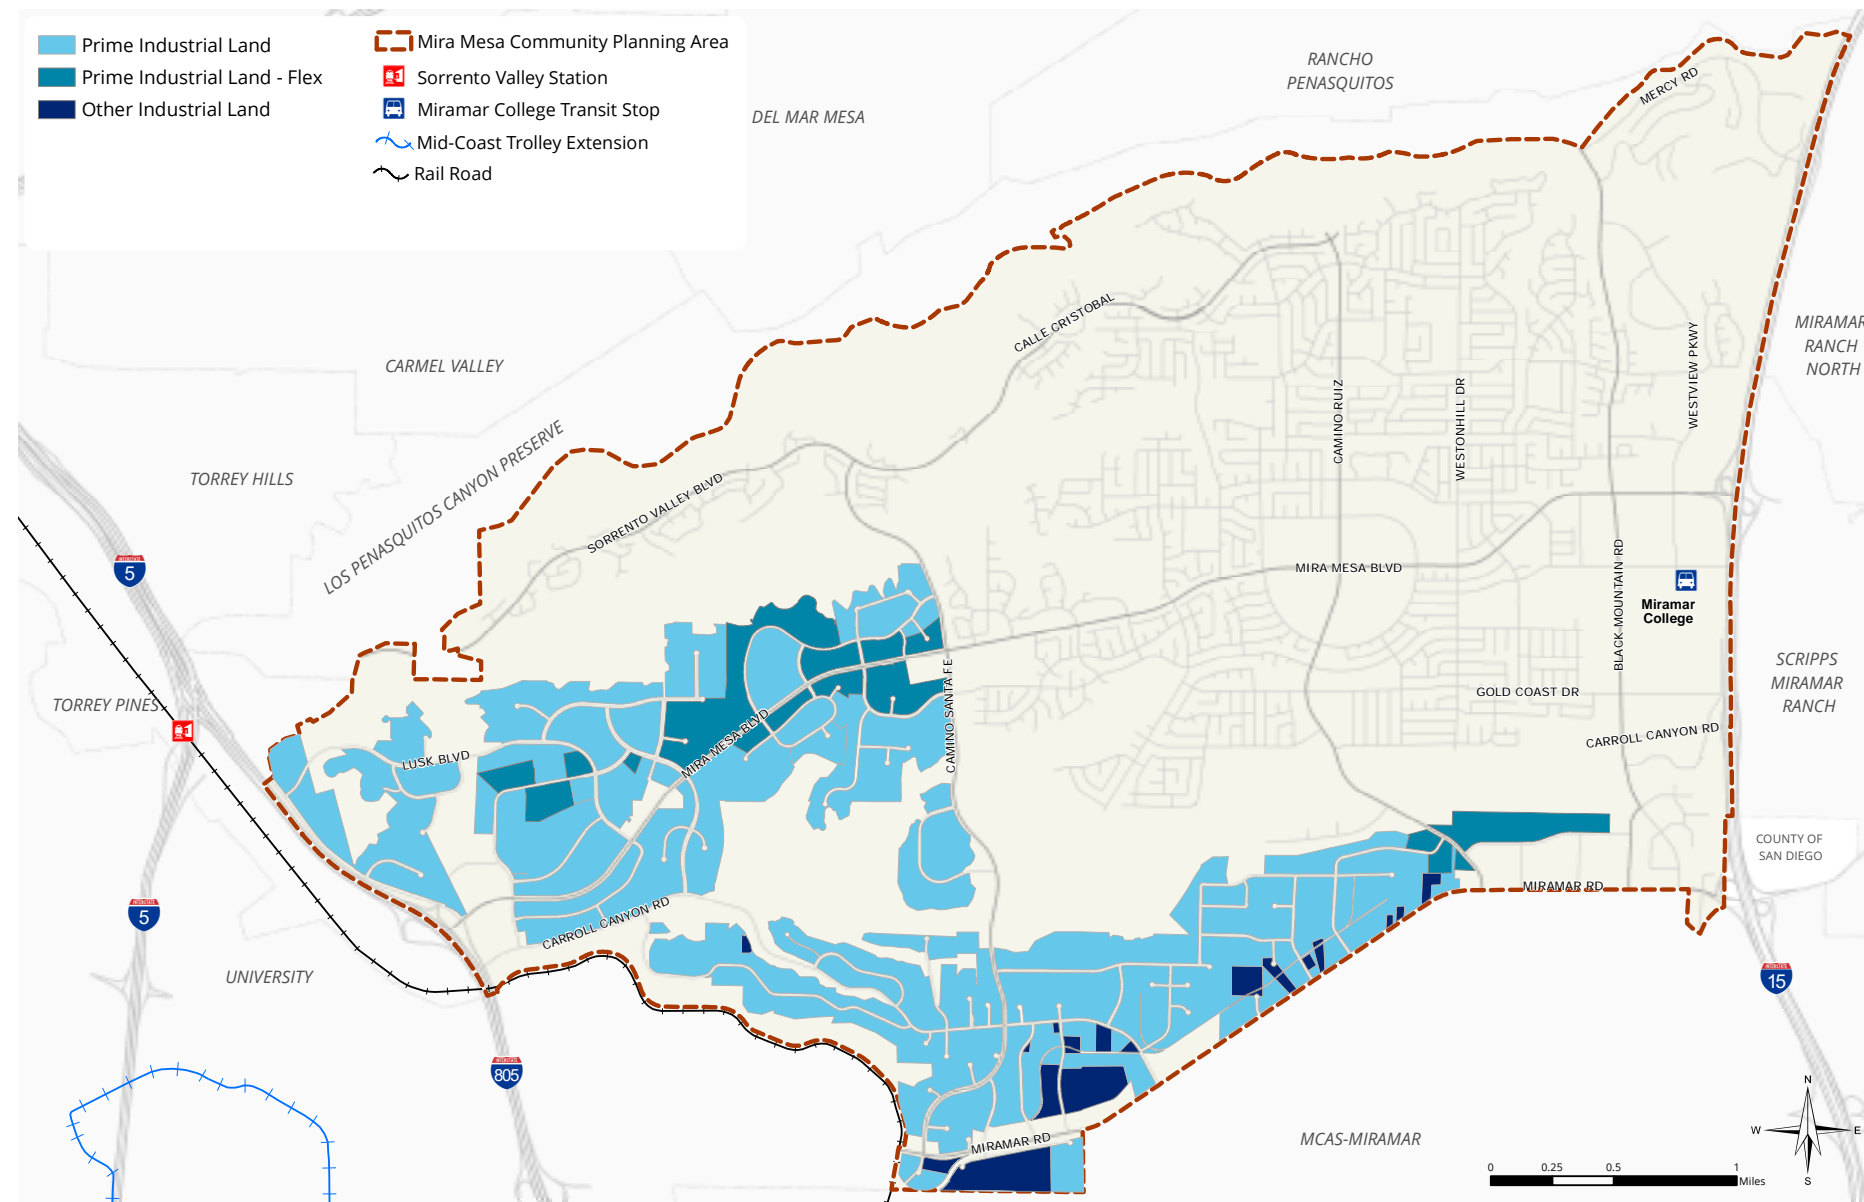 Prime Industrial Land
Prime Industrial Land - Flex
Other Industrial Land
Mira Mesa Community Planning Area
Sorrento Valley Station
Miramar College Transit Stop
Mid-Coast Trolley Extension
Rail Road
RANCHO
PENASQUITOS
MERCY RD
DEL MAR MESA
CALLE CRISTOBAL
MIRAMAR
RANCH
NORTH
CARMEL VALLEY
WESTVIEW PKWY
CAMINO RUIZ
WESTONHILL DR
LOS PENASQUITOS CANYON PRESERVE
TORREY HILLS
SORRENTO VALLEY BLVD
INTERSTATE
5
MIRA MESA BLVD
BLACK MOUNTAIN RD
Miramar
College
SCRIPPS
MIRAMAR
RANCH
TORREY PINES
GOLD COAST DR
CAMINO SANTA FE
MIRA MESA BLVD
CARROLL CANYON RD
LUSK BLVD
COUNTY OF
SAN DIEGO
MIRAMAR RD
INTERSTATE
5
CARROLL CANYON RD
UNIVERSITY
INTERSTATE
15
INTERSTATE
805
MIRAMAR RD
MCAS-MIRAMAR
N
W
E
S
0
0.25
0.5
1
Miles